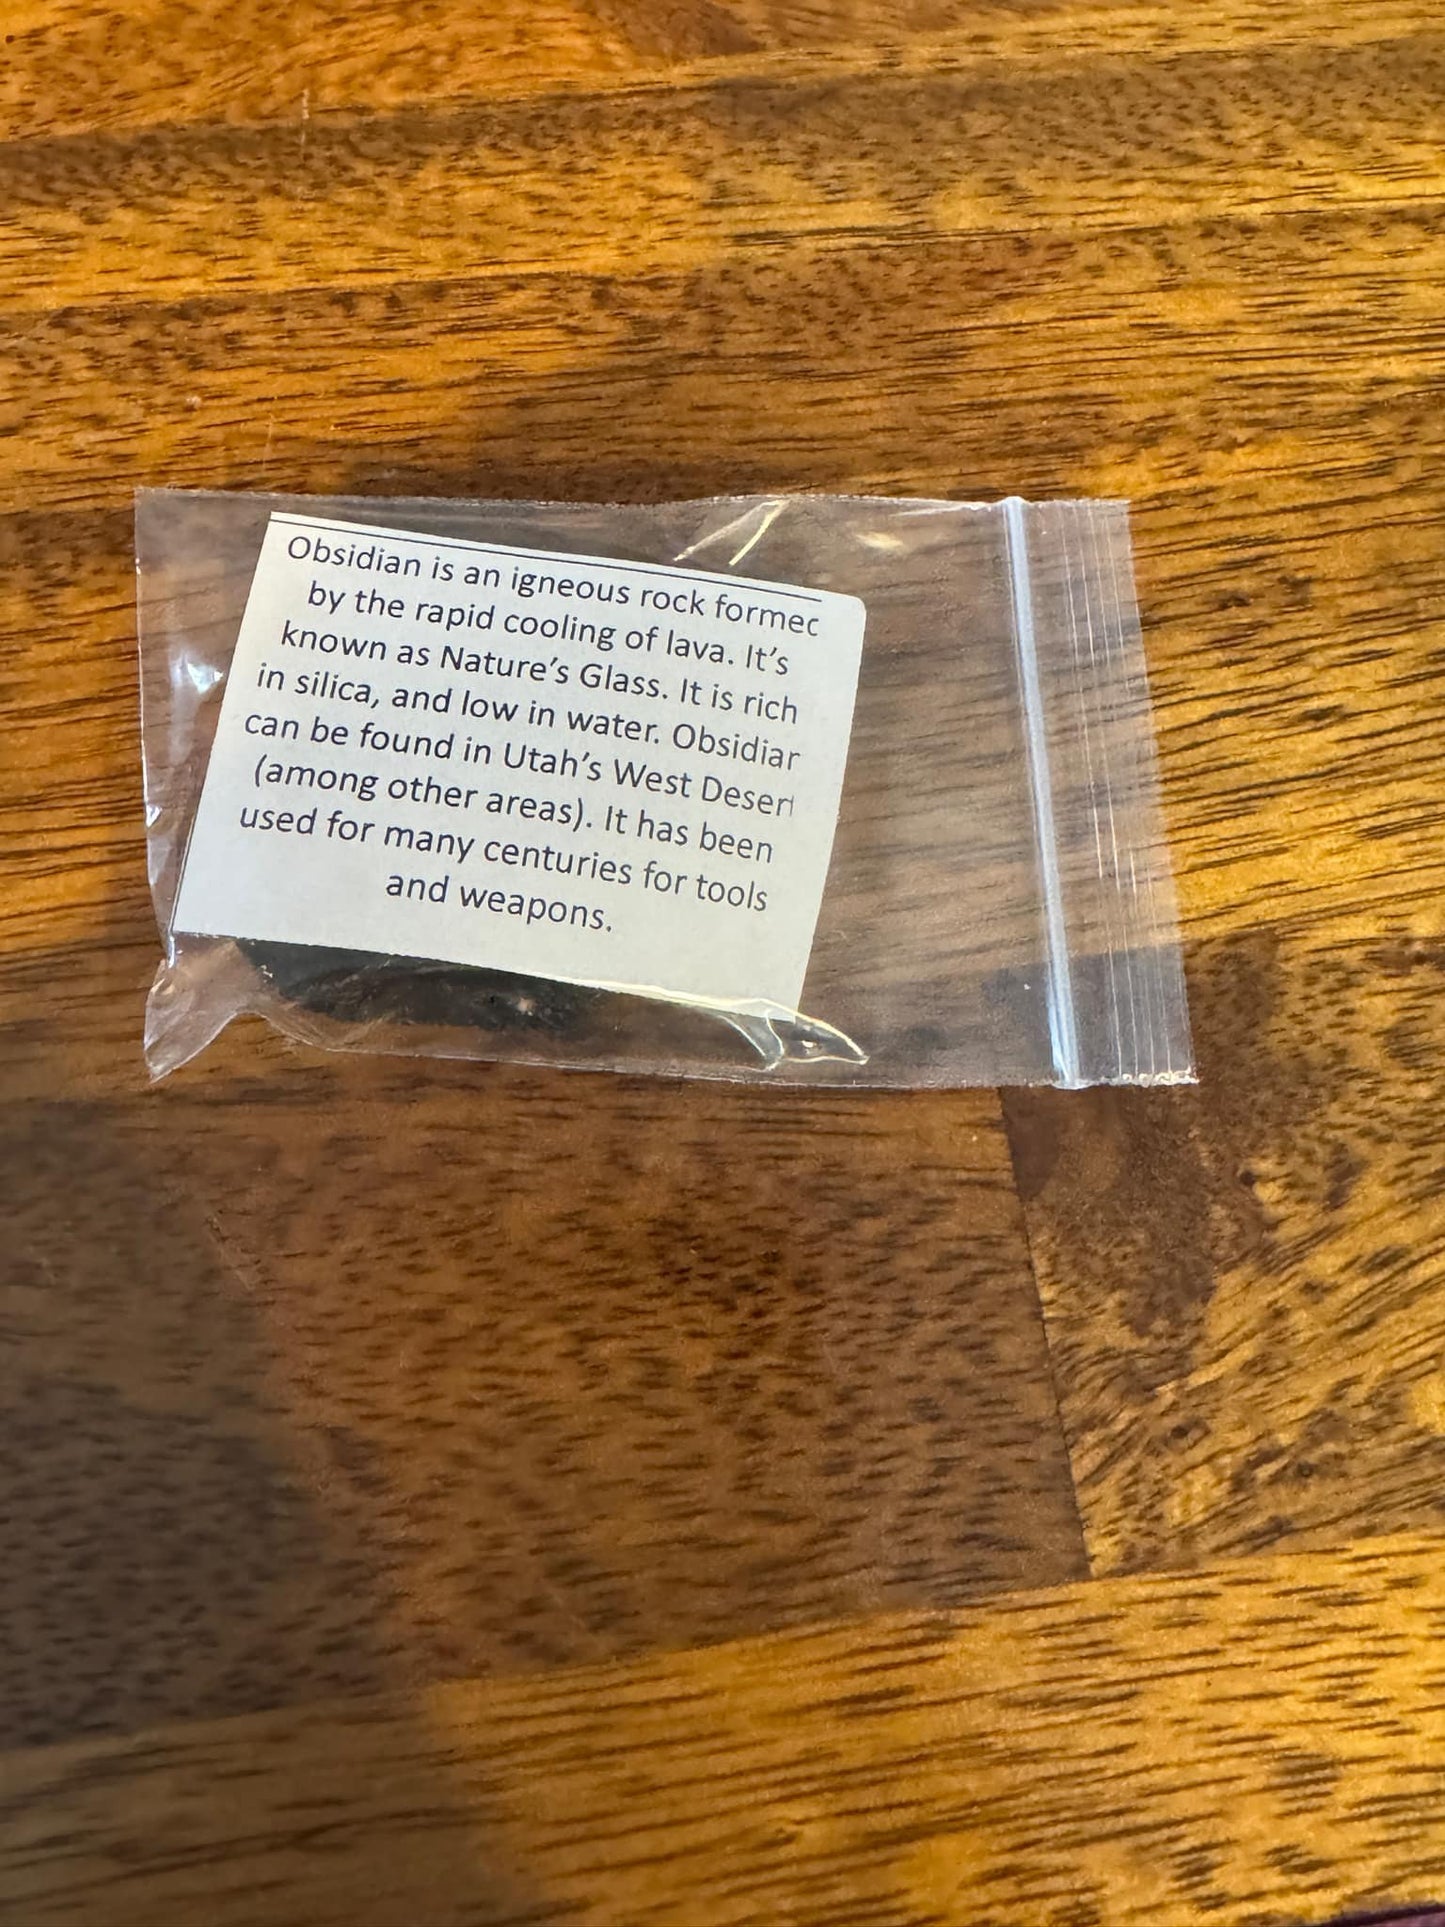 Obsidian is an igneous rock formed
by the rapid cooling of lava. It's
known as Nature's Glass. It is rich
in silica, and low in water. Obsidian
can be found in Utah's West Desert
(among other areas). It has been
used for many centuries for tools
and weapons.